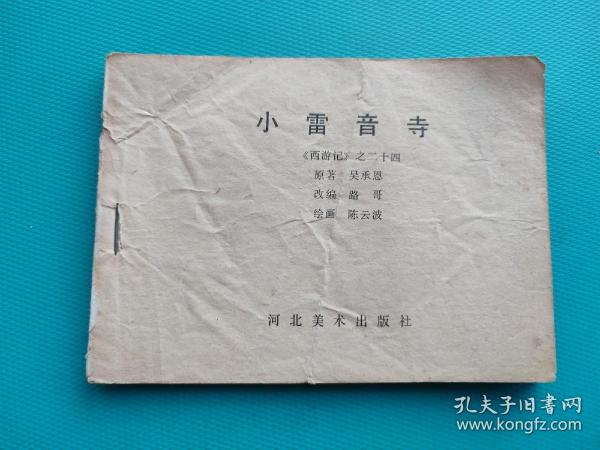 小雷音寺
《西游记》之二十四
原著 吴承恩
改编 路哥
绘画 陈云波
河北美术出版社
孔夫子旧书网
www.kongfz.com